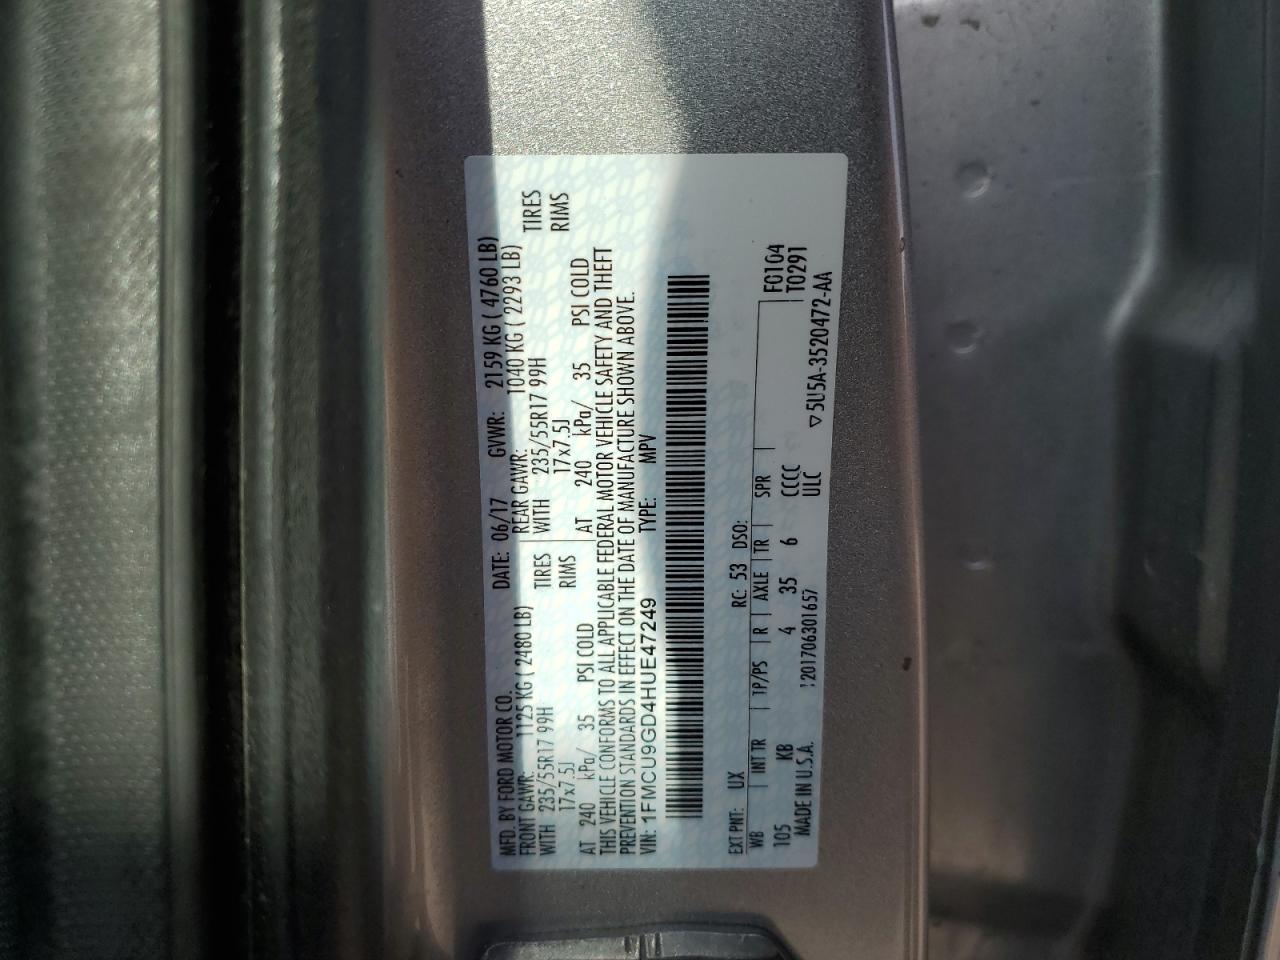 MFD. BY FORD MOTOR CO. DATE: 06/17 GVWR: 2159 KG ( 4760 LB)
FRONT GAWR: 1125 KG ( 2480 LB) REAR GAWR: 1040 KG ( 2293 LB)
WITH 235/55R17 99H TIRES WITH 235/55R17 99H TIRES
17x7.5J RIMS 17x7.5J RIMS
AT 240 kPa/ 35 PSI COLD AT 240 kPa/ 35 PSI COLD
THIS VEHICLE CONFORMS TO ALL APPLICABLE FEDERAL MOTOR VEHICLE SAFETY AND THEFT
PREVENTION STANDARDS IN EFFECT ON THE DATE OF MANUFACTURE SHOWN ABOVE.
VIN: 1FMCU9GD4HUE47249 TYPE: MPV
EXT PNT: UX RC: 53 DSO:
WB | INT TR | TP/PS | R | AXLE | TR | SPR | F0104
105 KB 4 35 6 CCCC T0291
MADE IN U.S.A. 1201706301657 ULC ▽5U5A-3520472-AA